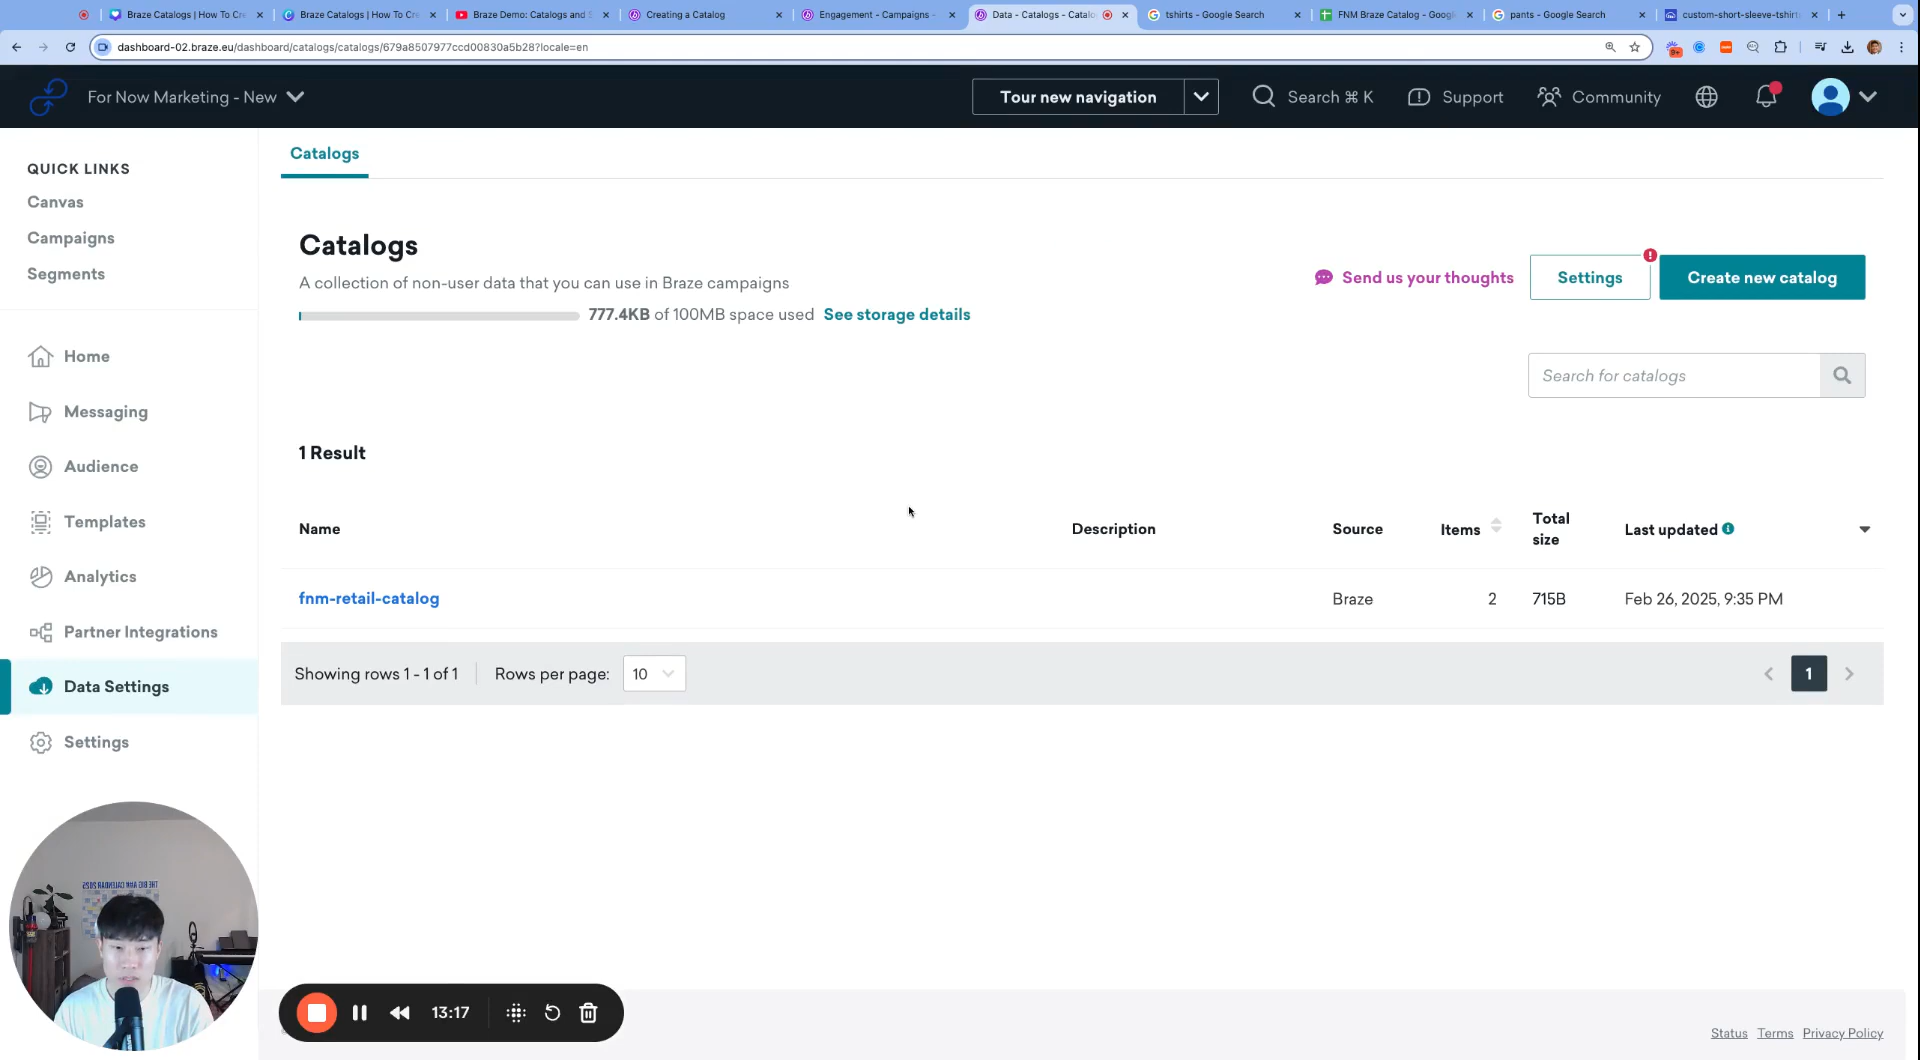 Braze Catalogs | How To Cre
Braze Catalogs | How To Cre
Braze Demo: Catalogs and S
Creating a Catalog
Engagement - Campaigns -
Data - Catalogs - Catalo
tshirts - Google Search
FNM Braze Catalog - Goog
pants - Google Search
custom-short-sleeve-tshirt
dashboard-02.braze.eu/dashboard/catalogs/catalogs/679a8507977ccd00830a5b28?locale=en
For Now Marketing - New
Tour new navigation
Search ⌘ K
Support
Community
QUICK LINKS
Canvas
Campaigns
Segments
Home
Messaging
Audience
Templates
Analytics
Partner Integrations
Data Settings
Settings
Catalogs
Catalogs
A collection of non-user data that you can use in Braze campaigns
777.4KB of 100MB space used See storage details
Send us your thoughts
Settings
Create new catalog
Search for catalogs
1 Result
Name Description Source Items Total size Last updated
fnm-retail-catalog Braze 2 715B Feb 26, 2025, 9:35 PM
Showing rows 1 - 1 of 1 Rows per page: 10 1
13:17
Status Terms Privacy Policy